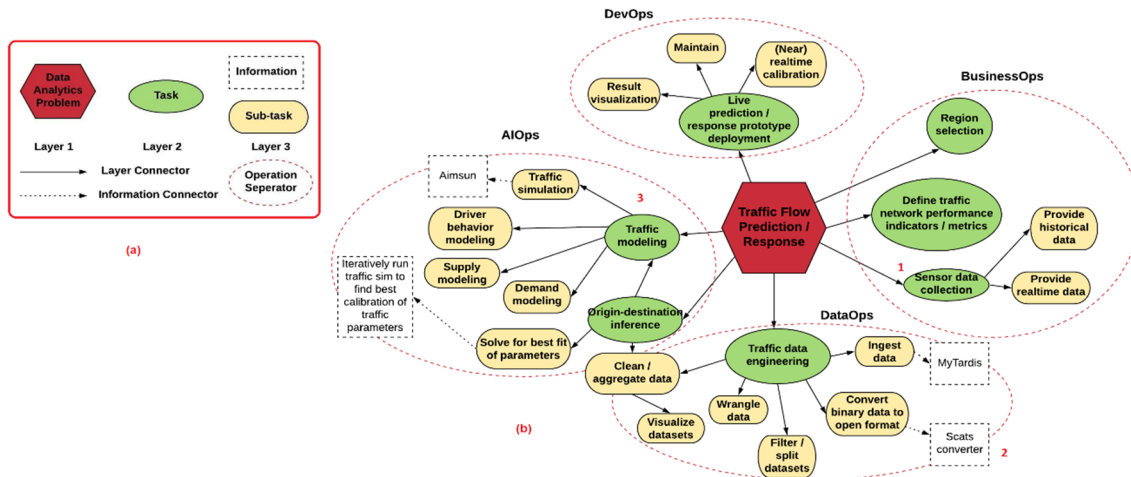 Data
Analytics
Problem
Task
Information
Sub-task
Layer 1
Layer 2
Layer 3
Layer Connector
Information Connector
Operation
Seperator
(a)
DevOps
Maintain
(Near)
realtime
calibration
Result
visualization
Live
prediction /
response prototype
deployment
BusinessOps
Region
selection
Define traffic
network performance
indicators / metrics
Provide
historical
data
1
Sensor data
collection
Provide
realtime data
Traffic Flow
Prediction /
Response
AIOps
Aimsun
Traffic
simulation
3
Driver
behavior
modeling
Traffic
modeling
Supply
modeling
Demand
modeling
Iteratively run
traffic sim to
find best
calibration of
traffic
parameters
Origin-destination
inference
Solve for best fit
of parameters
DataOps
Traffic data
engineering
Ingest
data
MyTardis
Clean /
aggregate data
Wrangle
data
Convert
binary data to
open format
Visualize
datasets
Filter /
split
datasets
Scats
converter
2
(b)